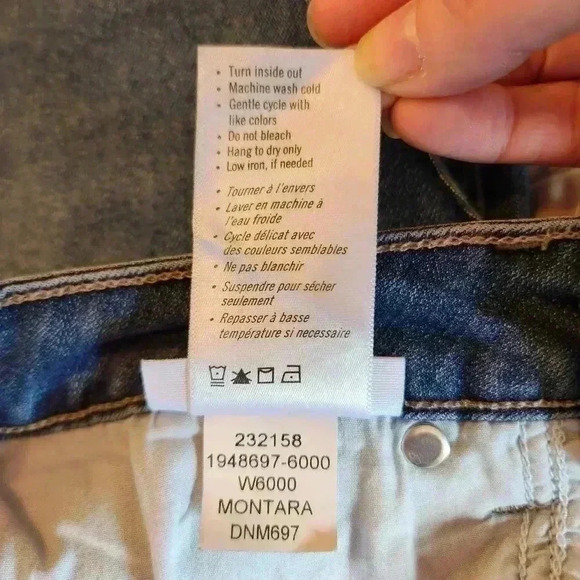 • Turn inside out
• Machine wash cold
• Gentle cycle with
like colors
• Do not bleach
• Hang to dry only
• Low iron, if needed
• Tourner à l'envers
• Laver en machine à
l'eau froide
• Cycle délicat avec
des couleurs semblables
• Ne pas blanchir
• Suspendre pour sécher
seulement
• Repasser à basse
température si necessaire
232158
1948697-6000
W6000
MONTARA
DNM697